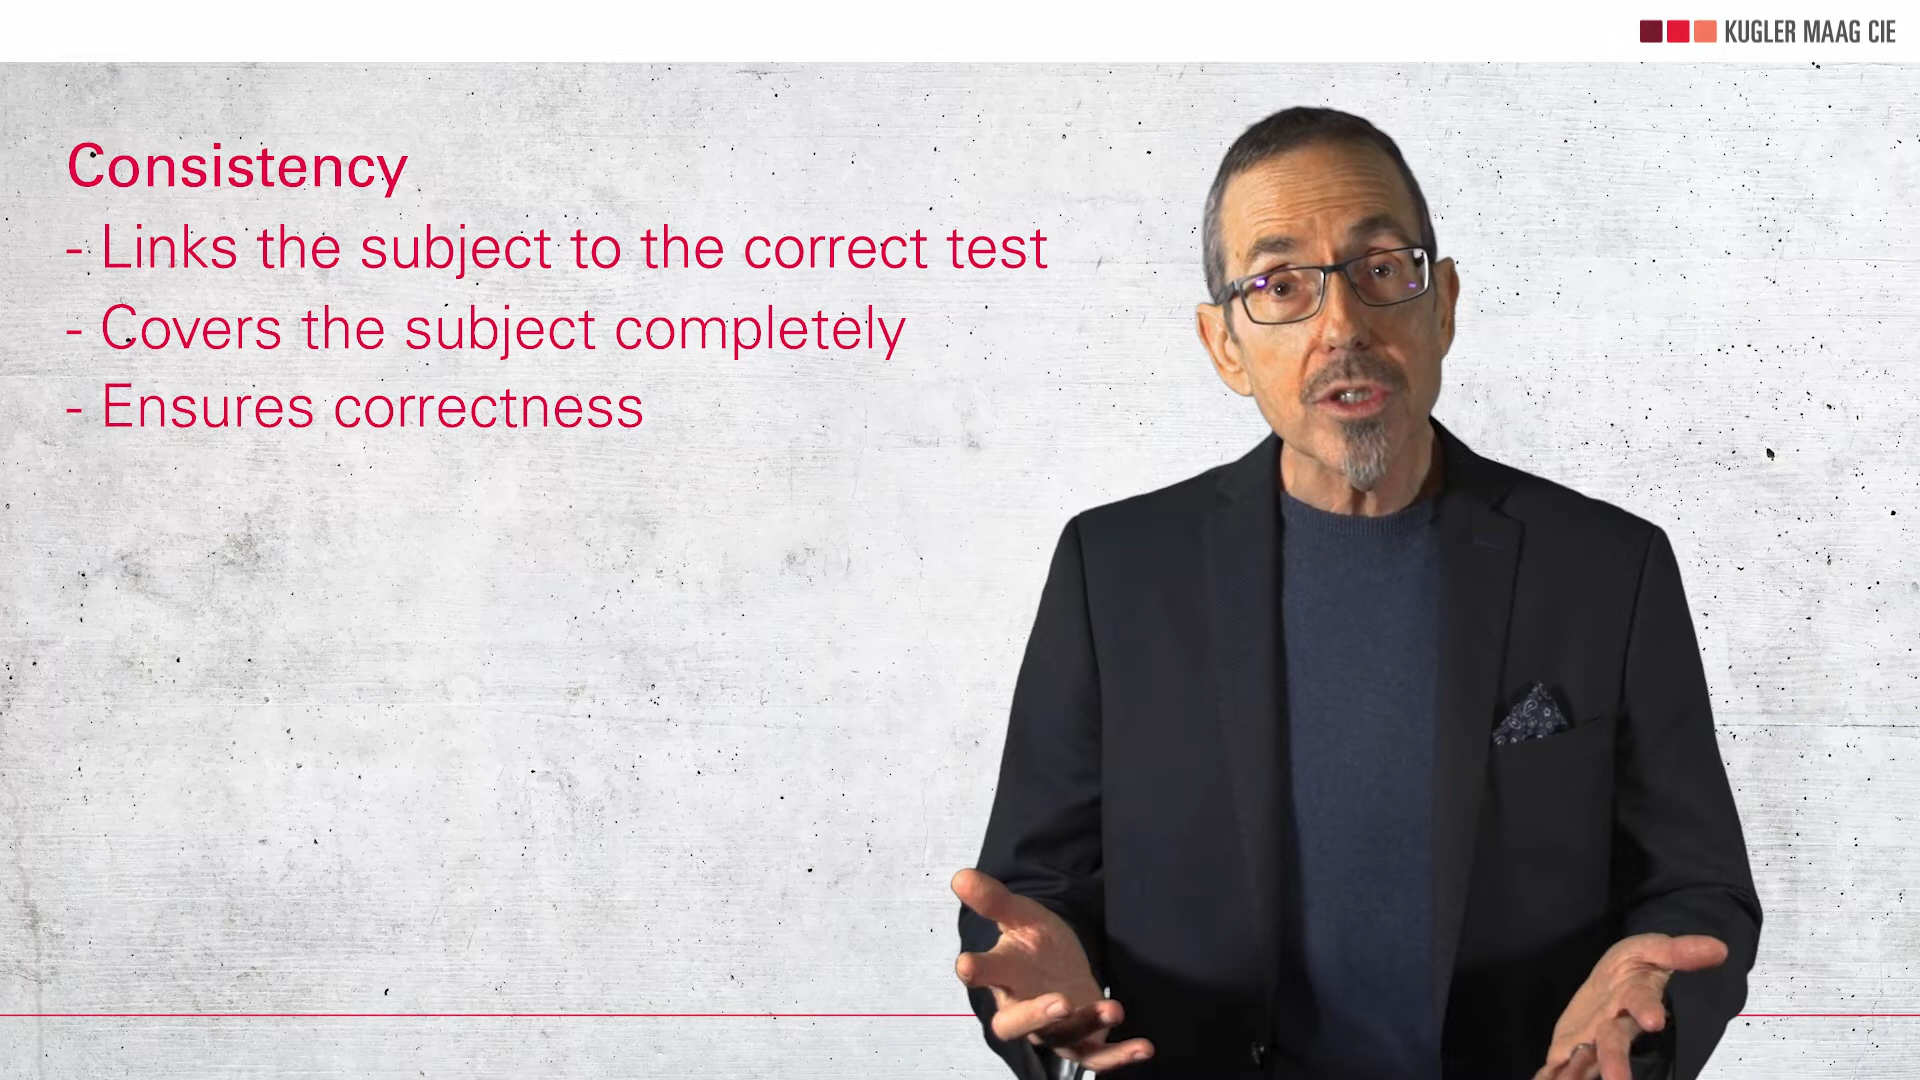 KUGLER MAAG CIE
Consistency
- Links the subject to the correct test
- Covers the subject completely
- Ensures correctness